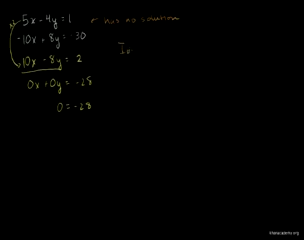 5x - 4y = 1 has no solution
-10x + 8y = -30
10x - 8y = 2
0x + 0y = -28
0 = -28
khanacademy.org